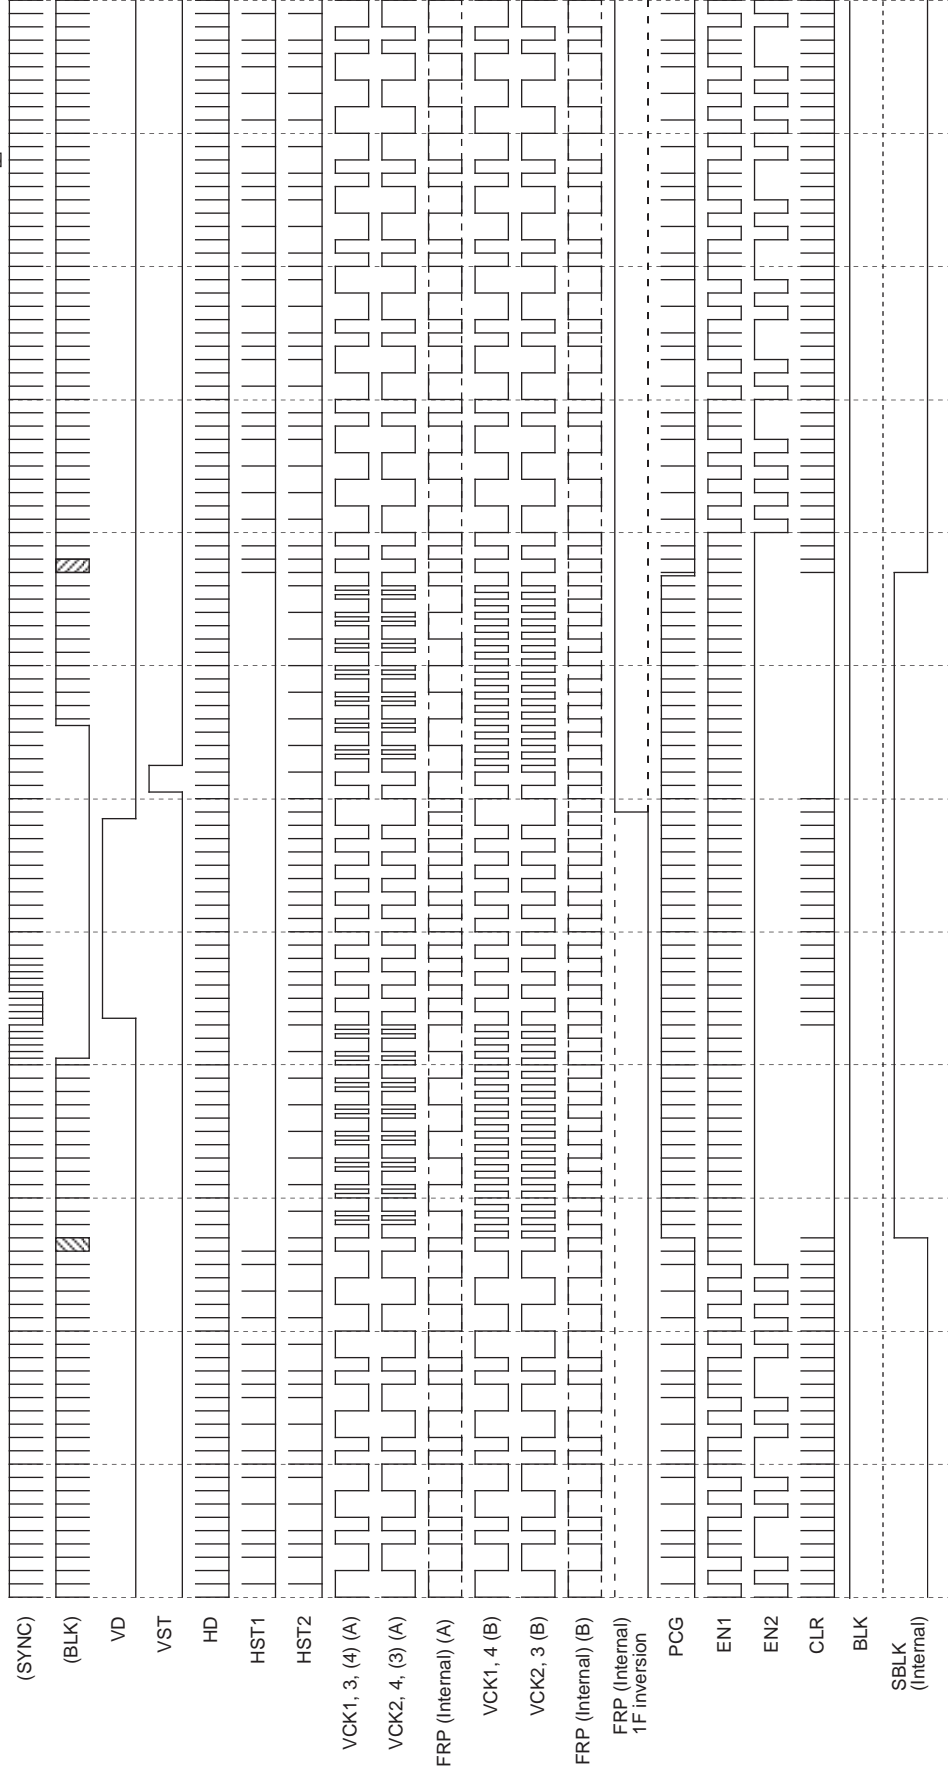 (SYNC)
(BLK)
VD
VST
HD
HST1
HST2
VCK1, 3, (4) (A)
VCK2, 4, (3) (A)
FRP (Internal) (A)
VCK1, 4 (B)
VCK2, 3 (B)
FRP (Internal) (B)
FRP (Internal)
1F inversion
PCG
EN1
EN2
CLR
BLK
SBLK
(Internal)